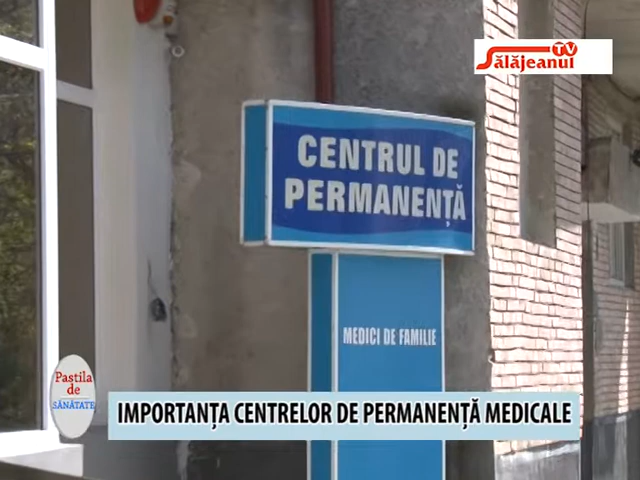 Sălăjeanul TV
CENTRUL DE
PERMANENȚĂ
MEDICI DE FAMILIE
Pastila
de
SĂNĂTATE
IMPORTANȚA CENTRELOR DE PERMANENȚĂ MEDICALE